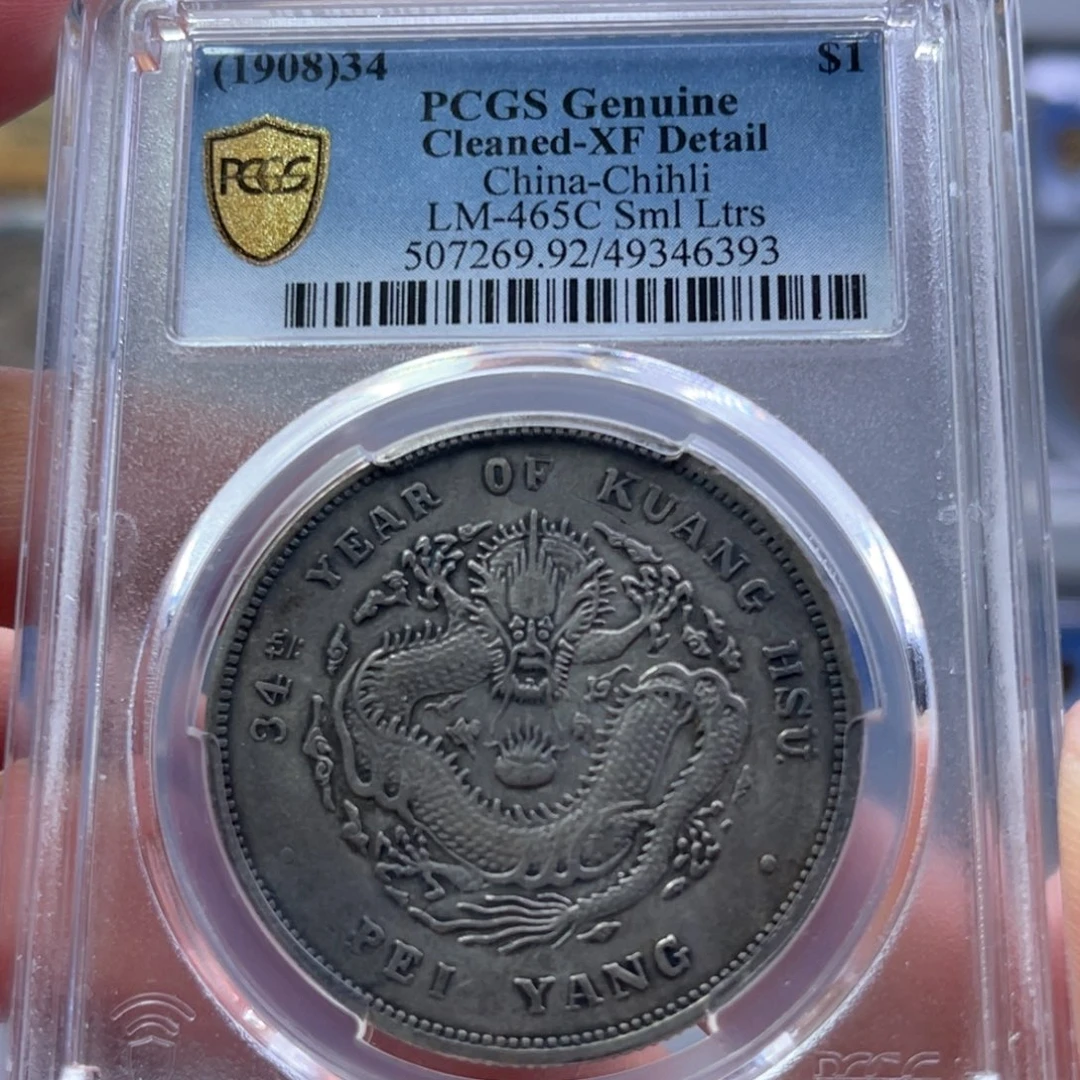 (1908)34 $1
PCGS Genuine
Cleaned-XF Detail
China-Chihli
LM-465C Sml Ltrs
507269.92/49346393
PCGS
34TH YEAR OF KUANG HSU.
PEI YANG
PCGS